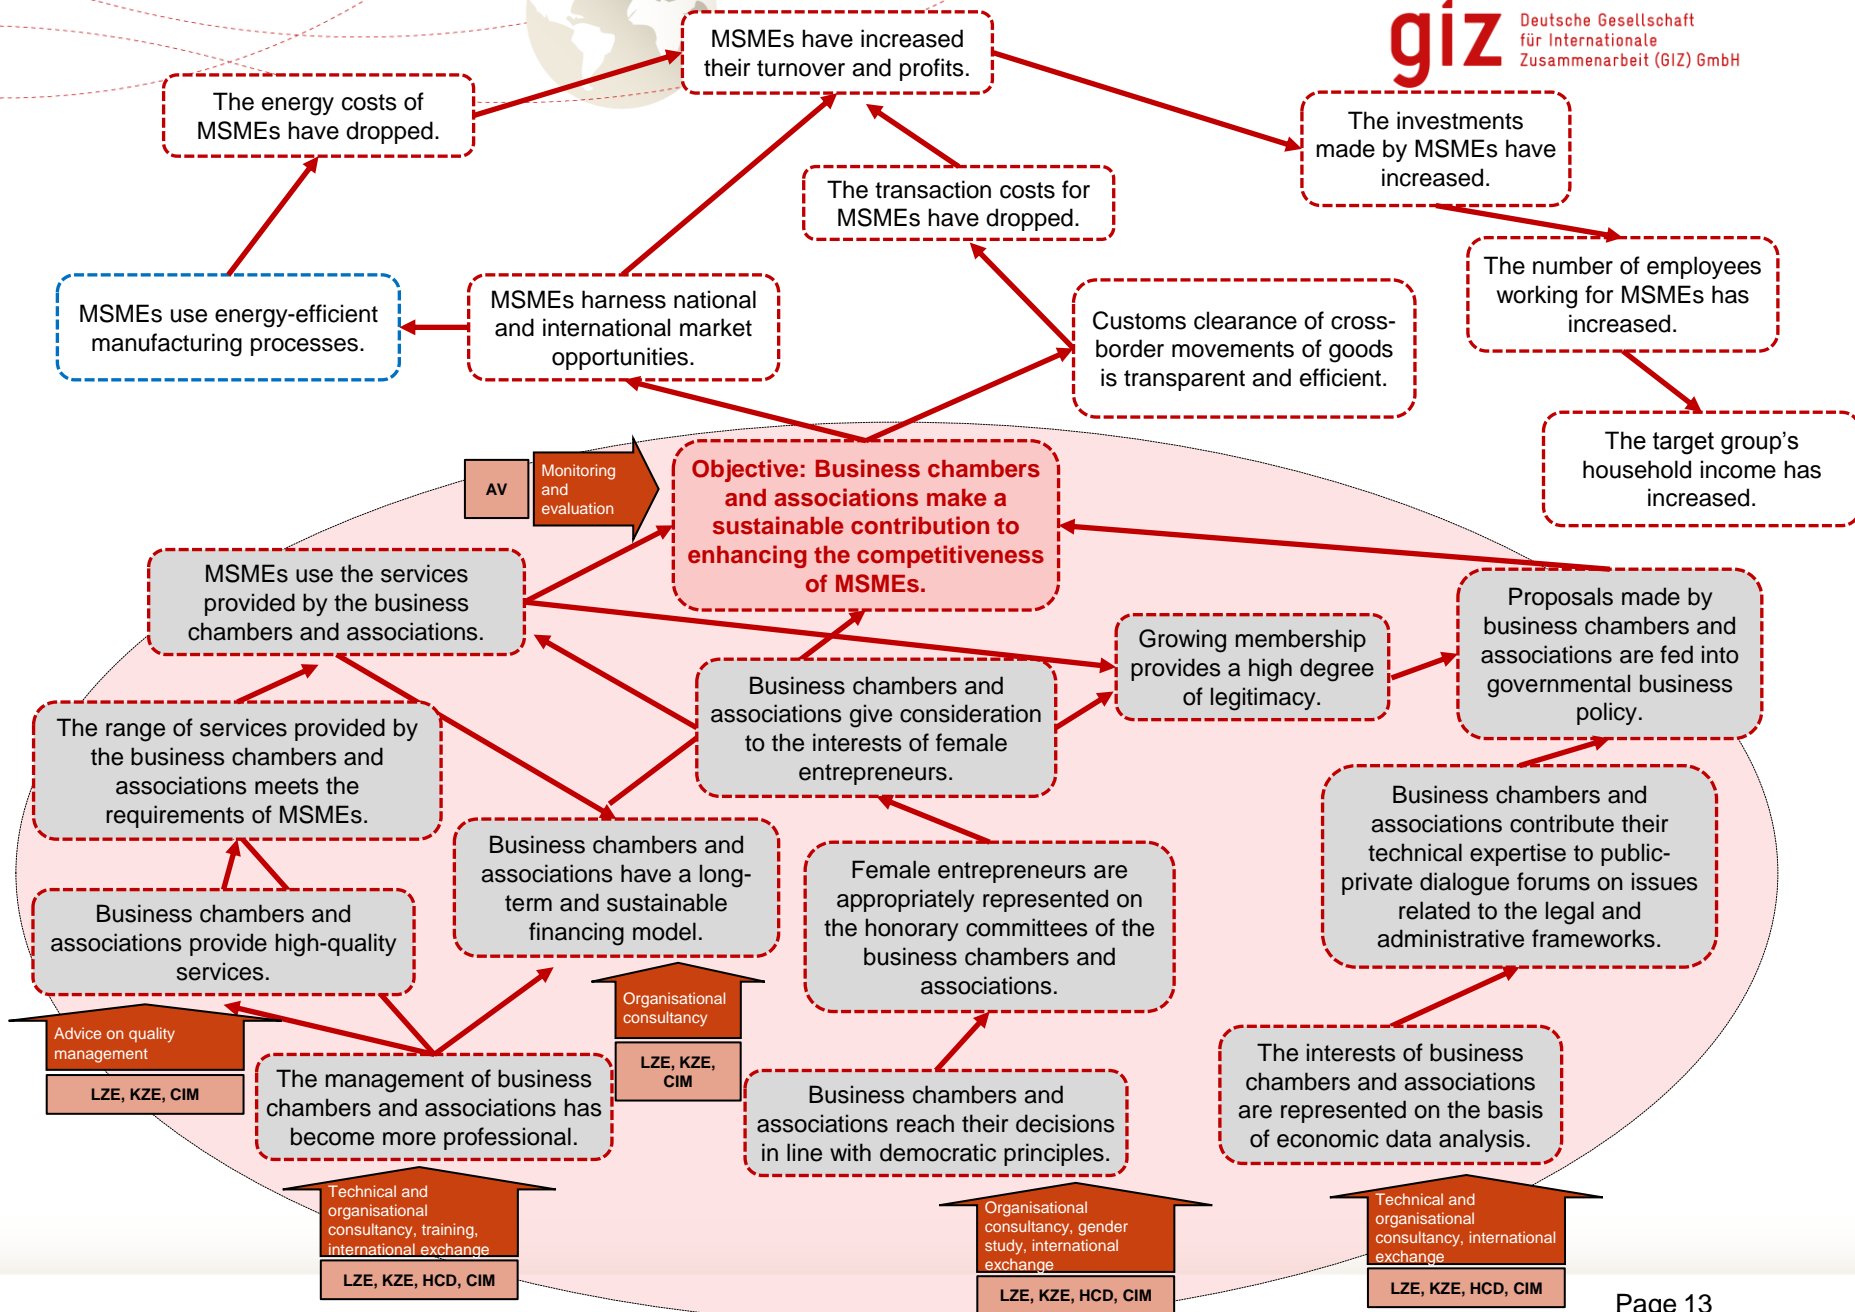 giz
Deutsche Gesellschaft
für Internationale
Zusammenarbeit (GIZ) GmbH
MSMEs have increased
their turnover and profits.
The energy costs of
MSMEs have dropped.
The investments
made by MSMEs have
increased.
The transaction costs for
MSMEs have dropped.
The number of employees
working for MSMEs has
increased.
MSMEs use energy-efficient
manufacturing processes.
MSMEs harness national
and international market
opportunities.
Customs clearance of cross-
border movements of goods
is transparent and efficient.
The target group's
household income has
increased.
AV
Monitoring
and
evaluation
Objective: Business chambers
and associations make a
sustainable contribution to
enhancing the competitiveness
of MSMEs.
MSMEs use the services
provided by the business
chambers and associations.
Growing membership
provides a high degree
of legitimacy.
Proposals made by
business chambers and
associations are fed into
governmental business
policy.
Business chambers and
associations give consideration
to the interests of female
entrepreneurs.
The range of services provided by
the business chambers and
associations meets the
requirements of MSMEs.
Business chambers and
associations have a long-
term and sustainable
financing model.
Female entrepreneurs are
appropriately represented on
the honorary committees of the
business chambers and
associations.
Business chambers and
associations contribute their
technical expertise to public-
private dialogue forums on issues
related to the legal and
administrative frameworks.
Business chambers and
associations provide high-quality
services.
Organisational
consultancy
LZE, KZE,
CIM
Advice on quality
management
LZE, KZE, CIM
The management of business
chambers and associations has
become more professional.
Business chambers and
associations reach their decisions
in line with democratic principles.
The interests of business
chambers and associations
are represented on the basis
of economic data analysis.
Technical and
organisational
consultancy, training,
international exchange
LZE, KZE, HCD, CIM
Organisational
consultancy, gender
study, international
exchange
LZE, KZE, HCD, CIM
Technical and
organisational
consultancy, international
exchange
LZE, KZE, HCD, CIM
Page 13